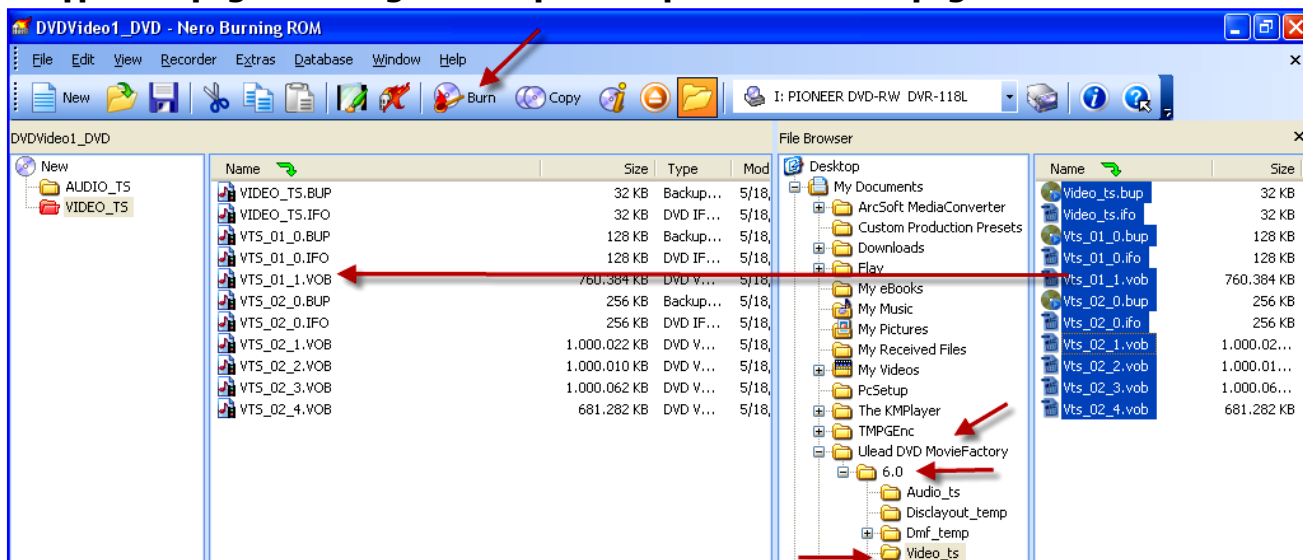 DVDVideo1_DVD - Nero Burning ROM
File Edit View Recorder Extras Database Window Help
New Burn Copy I: PIONEER DVD-RW DVR-118L
DVDVideo1_DVD
New
AUDIO_TS
VIDEO_TS
Name Size Type Mod
VIDEO_TS.BUP 32 KB Backup... 5/18,
VIDEO_TS.IFO 32 KB DVD IF... 5/18,
VTS_01_0.BUP 128 KB Backup... 5/18,
VTS_01_0.IFO 128 KB DVD IF... 5/18,
VTS_01_1.VOB 760.384 KB DVD V... 5/18,
VTS_02_0.BUP 256 KB Backup... 5/18,
VTS_02_0.IFO 256 KB DVD IF... 5/18,
VTS_02_1.VOB 1.000.022 KB DVD V... 5/18,
VTS_02_2.VOB 1.000.010 KB DVD V... 5/18,
VTS_02_3.VOB 1.000.062 KB DVD V... 5/18,
VTS_02_4.VOB 681.282 KB DVD V... 5/18,
File Browser
Desktop
My Documents
ArcSoft MediaConverter
Custom Production Presets
Downloads
Flay
My eBooks
My Music
My Pictures
My Received Files
My Videos
PcSetup
The KMPlayer
TMPGEnc
Ulead DVD MovieFactory
6.0
Audio_ts
Disclayout_temp
Dmf_temp
Video_ts
Name Size
Video_ts.bup 32 KB
Video_ts.ifo 32 KB
Vts_01_0.bup 128 KB
Vts_01_0.ifo 128 KB
Vts_01_1.vob 760.384 KB
Vts_02_0.bup 256 KB
Vts_02_0.ifo 256 KB
Vts_02_1.vob 1.000.02...
Vts_02_2.vob 1.000.01...
Vts_02_3.vob 1.000.06...
Vts_02_4.vob 681.282 KB